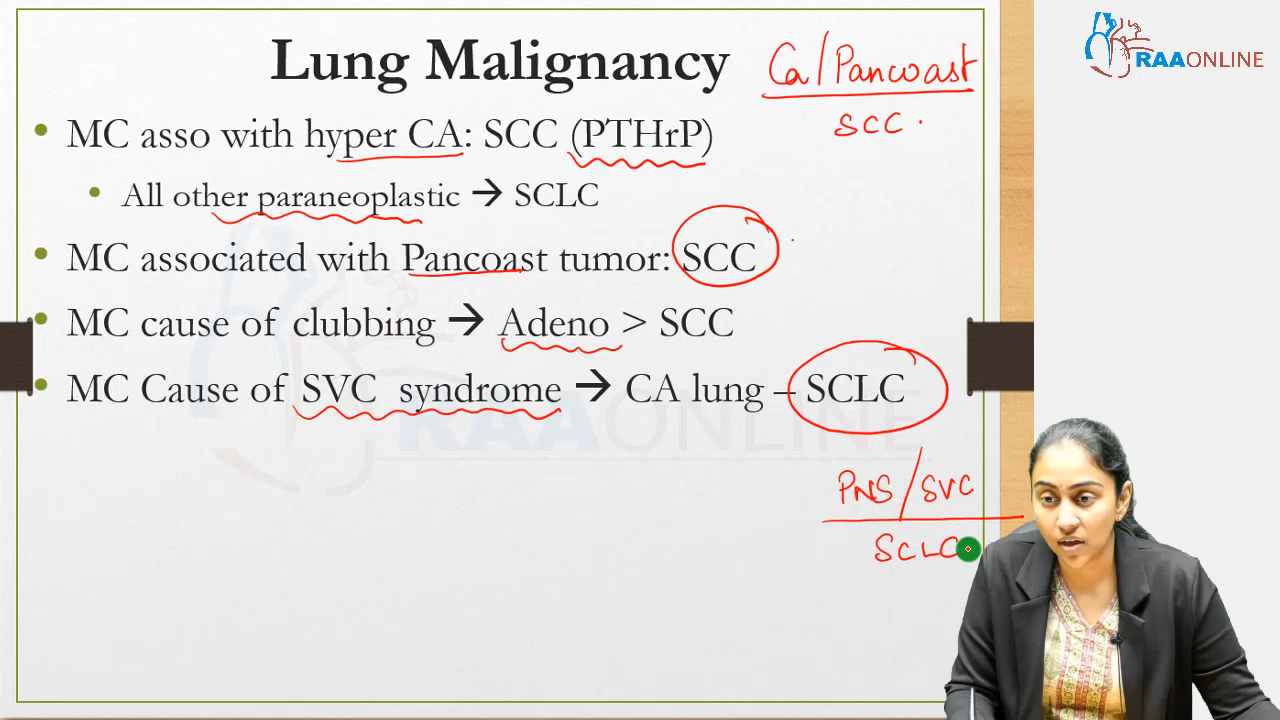 Lung Malignancy
Ca/Pancoast
SCC.
RAAONLINE
• MC asso with hyper CA: SCC (PTHrP)
• All other paraneoplastic → SCLC
• MC associated with Pancoast tumor: SCC
• MC cause of clubbing → Adeno > SCC
• MC Cause of SVC syndrome → CA lung – SCLC
RAAONLINE
PNS/SVC
SCLC